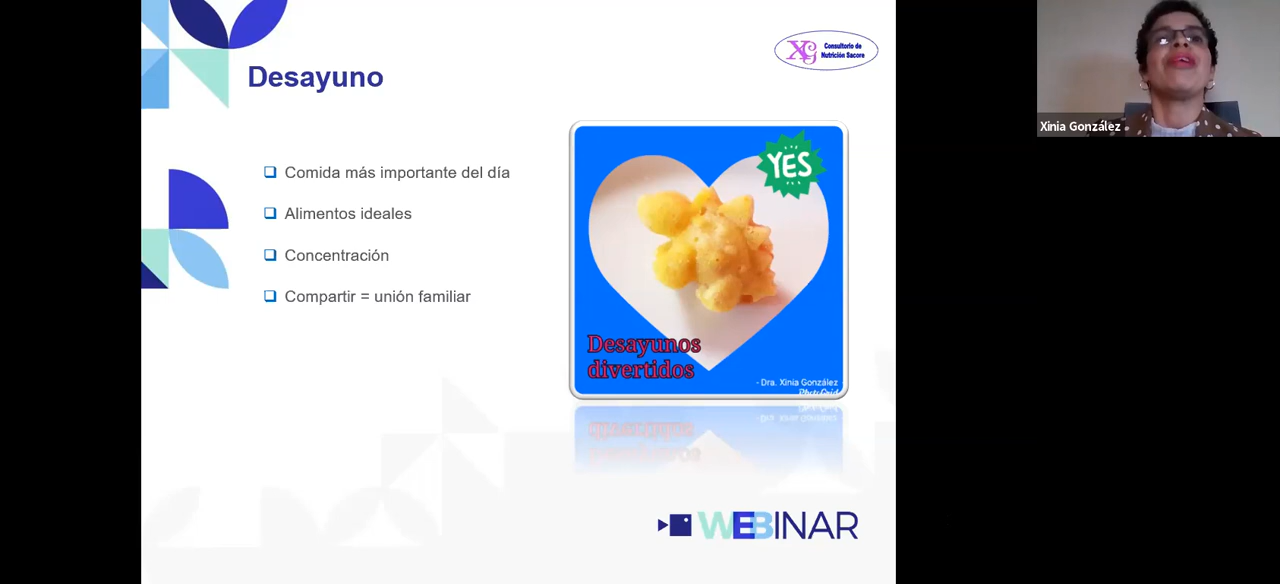 Desayuno
XG
Consultorio de
Nutrición Sacore
Comida más importante del día
Alimentos ideales
Concentración
Compartir = unión familiar
YES
Desayunos
divertidos
- Dra. Xinia González
WEBINAR
Xinia González